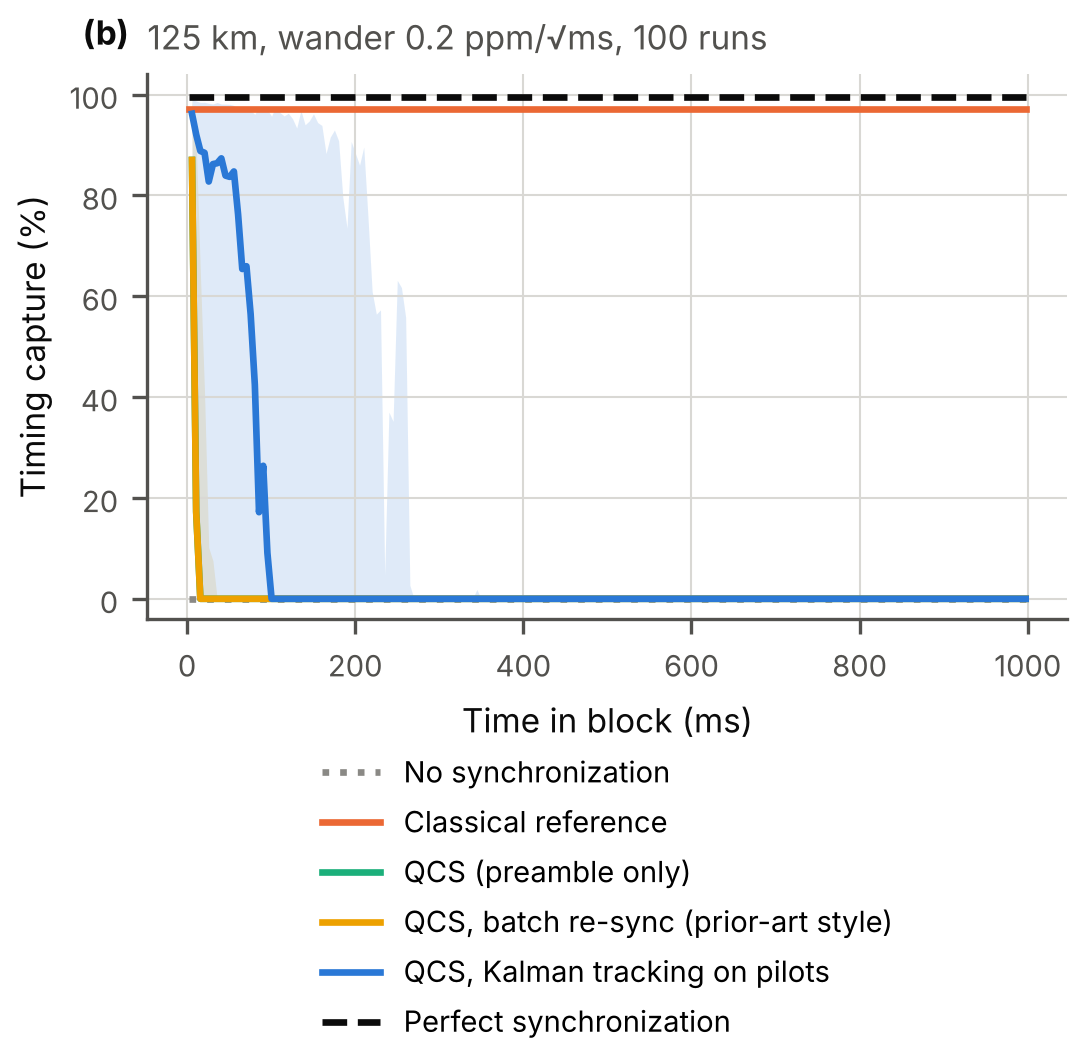 (b) 125 km, wander 0.2 ppm/√ms, 100 runs
Timing capture (%)
100
80
60
40
20
0
0 200 400 600 800 1000
Time in block (ms)
No synchronization
Classical reference
QCS (preamble only)
QCS, batch re-sync (prior-art style)
QCS, Kalman tracking on pilots
Perfect synchronization